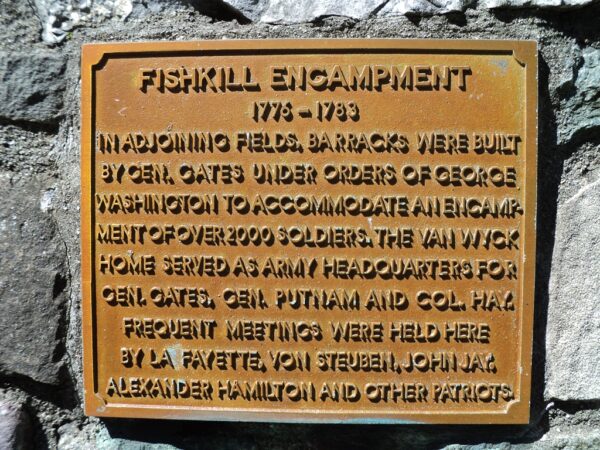 FISHKILL ENCAMPMENT
1776 - 1783
IN ADJOINING FIELDS, BARRACKS WERE BUILT
BY GEN. GATES UNDER ORDERS OF GEORGE
WASHINGTON TO ACCOMMODATE AN ENCAMP-
MENT OF OVER 2000 SOLDIERS. THE VAN WYCK
HOME SERVED AS ARMY HEADQUARTERS FOR
GEN. GATES, GEN. PUTNAM AND COL. HAY.
FREQUENT MEETINGS WERE HELD HERE
BY LA FAYETTE, VON STEUBEN, JOHN JAY,
ALEXANDER HAMILTON AND OTHER PATRIOTS.